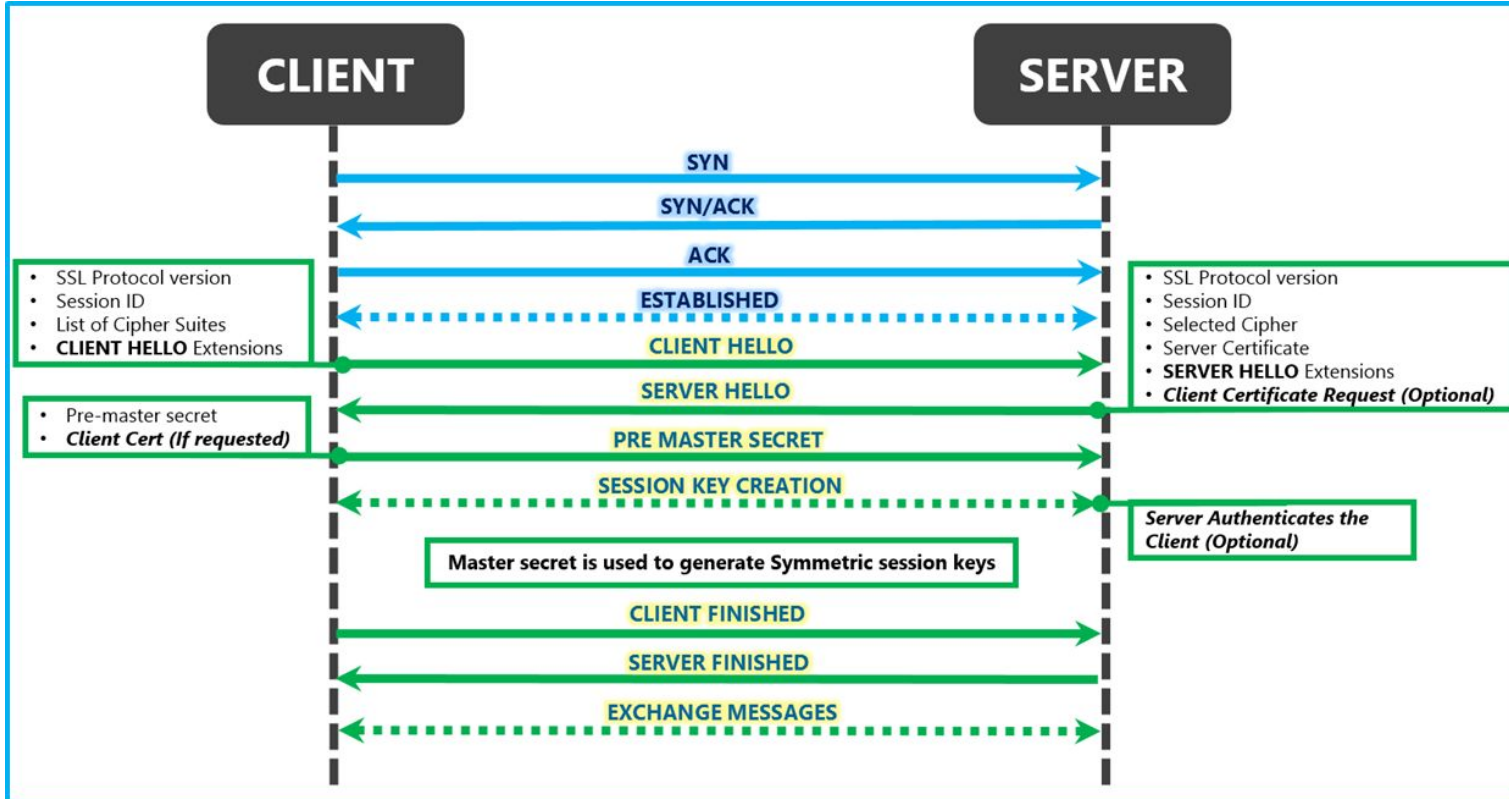 CLIENT
SERVER
SYN
SYN/ACK
ACK
ESTABLISHED
• SSL Protocol version
• Session ID
• List of Cipher Suites
• CLIENT HELLO Extensions
• SSL Protocol version
• Session ID
• Selected Cipher
• Server Certificate
• SERVER HELLO Extensions
• Client Certificate Request (Optional)
CLIENT HELLO
SERVER HELLO
• Pre-master secret
• Client Cert (If requested)
PRE MASTER SECRET
SESSION KEY CREATION
Server Authenticates the
Client (Optional)
Master secret is used to generate Symmetric session keys
CLIENT FINISHED
SERVER FINISHED
EXCHANGE MESSAGES